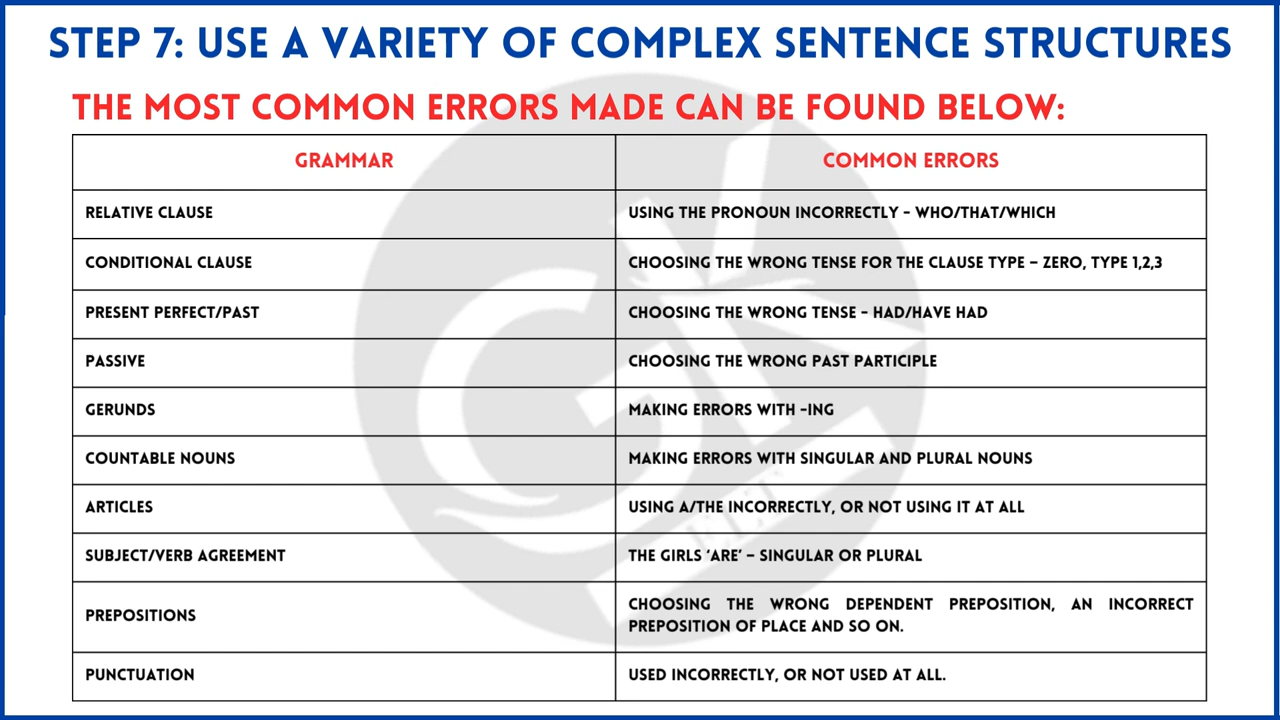 STEP 7: USE A VARIETY OF COMPLEX SENTENCE STRUCTURES
THE MOST COMMON ERRORS MADE CAN BE FOUND BELOW:
GRAMMAR
COMMON ERRORS
RELATIVE CLAUSE
USING THE PRONOUN INCORRECTLY - WHO/THAT/WHICH
CONDITIONAL CLAUSE
CHOOSING THE WRONG TENSE FOR THE CLAUSE TYPE – ZERO, TYPE 1,2,3
PRESENT PERFECT/PAST
CHOOSING THE WRONG TENSE - HAD/HAVE HAD
PASSIVE
CHOOSING THE WRONG PAST PARTICIPLE
GERUNDS
MAKING ERRORS WITH -ING
COUNTABLE NOUNS
MAKING ERRORS WITH SINGULAR AND PLURAL NOUNS
ARTICLES
USING A/THE INCORRECTLY, OR NOT USING IT AT ALL
SUBJECT/VERB AGREEMENT
THE GIRLS ‘ARE’ – SINGULAR OR PLURAL
PREPOSITIONS
CHOOSING THE WRONG DEPENDENT PREPOSITION, AN INCORRECT
PREPOSITION OF PLACE AND SO ON.
PUNCTUATION
USED INCORRECTLY, OR NOT USED AT ALL.
GK